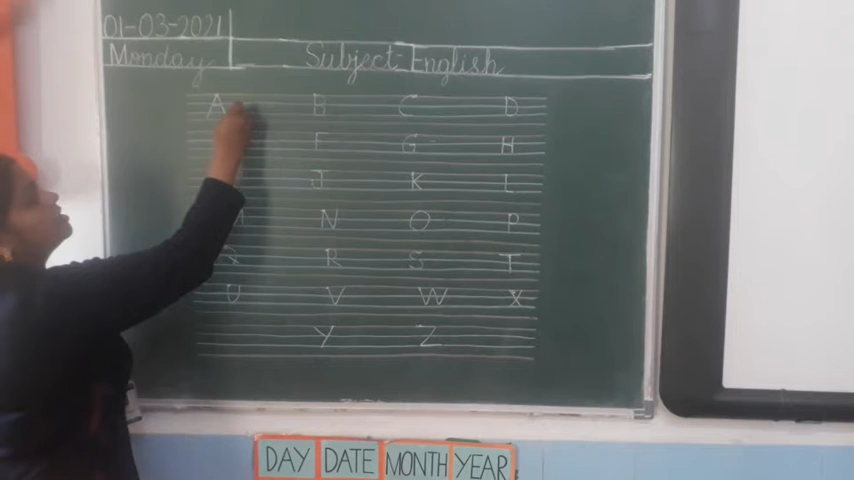 01-03-2021
Monday Subject- English
A B C D
F G H
J K L
N O P
R S T
U V W X
Y Z
DAY DATE MONTH YEAR